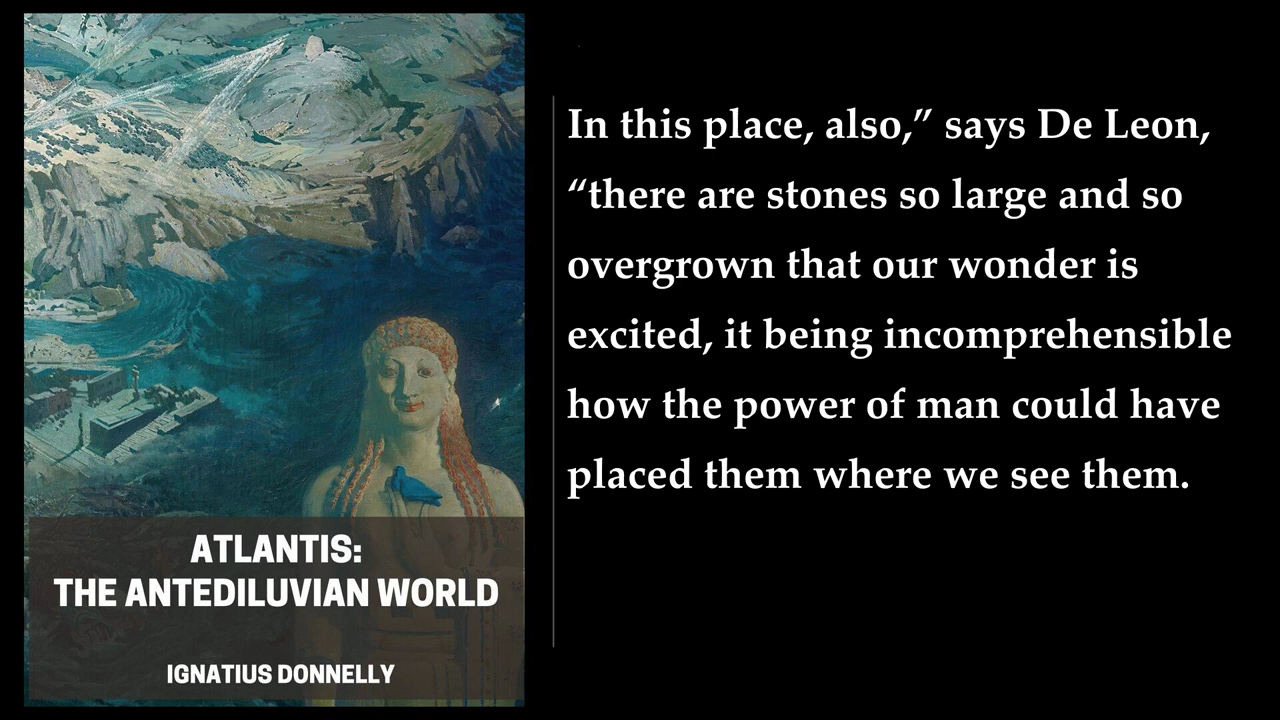 ATLANTIS:
THE ANTEDILUVIAN WORLD
IGNATIUS DONNELLY
In this place, also,” says De Leon,
“there are stones so large and so
overgrown that our wonder is
excited, it being incomprehensible
how the power of man could have
placed them where we see them.